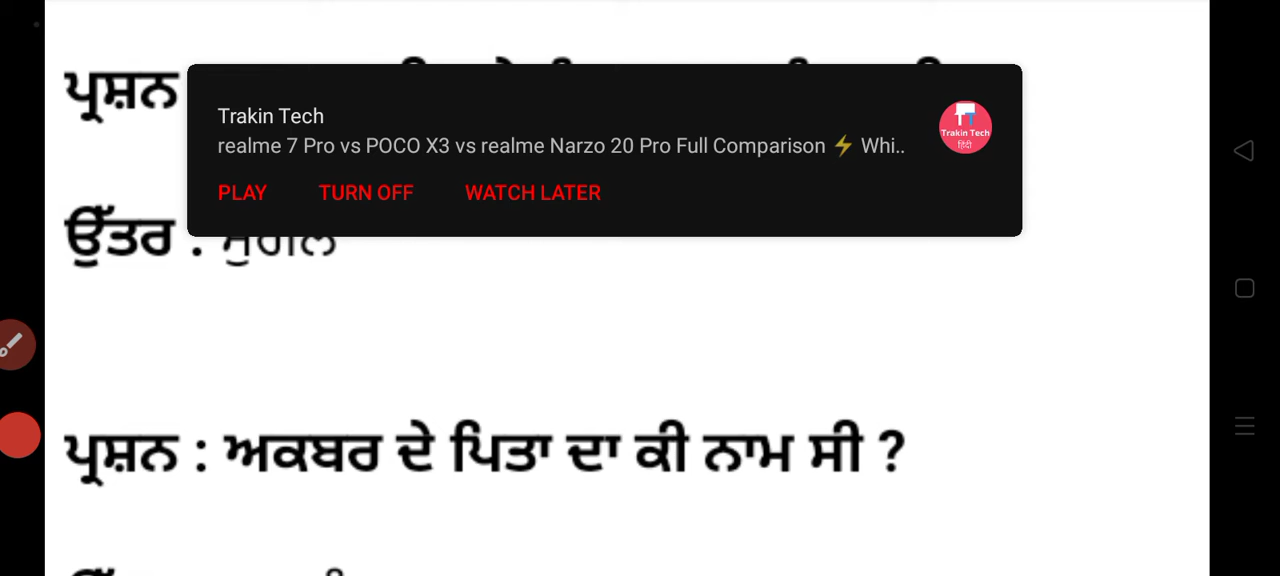 ਪ੍ਰਸ਼ਨ
Trakin Tech
realme 7 Pro vs POCO X3 vs realme Narzo 20 Pro Full Comparison ⚡ Whi..
Trakin Tech
हिंदी
PLAY TURN OFF WATCH LATER
ਉੱਤਰ :
ਪ੍ਰਸ਼ਨ : ਅਕਬਰ ਦੇ ਪਿਤਾ ਦਾ ਕੀ ਨਾਮ ਸੀ ?